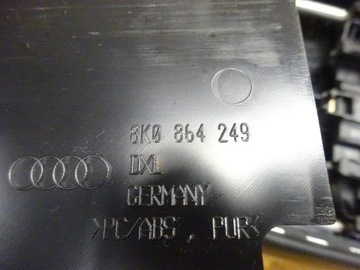 8K0 864 249
DXL
GERMANY
>PC/ABS , PUR<